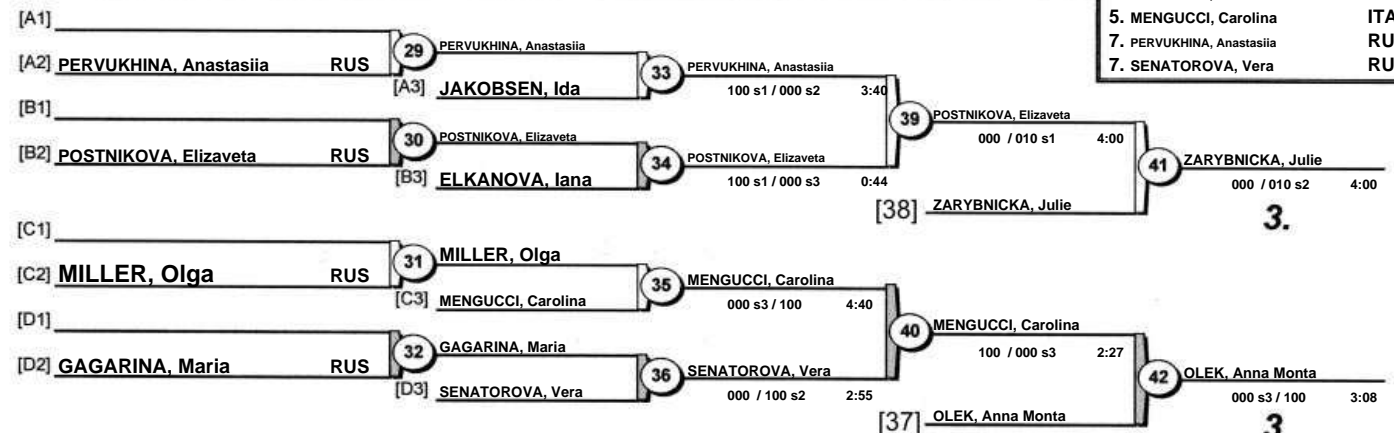 5. MENGUCCI, Carolina ITA
7. PERVUKHINA, Anastasiia RU
7. SENATOROVA, Vera RU
[A1]
[A2] PERVUKHINA, Anastasiia RUS
29
PERVUKHINA, Anastasiia
[A3] JAKOBSEN, Ida
33
PERVUKHINA, Anastasiia
100 s1 / 000 s2 3:40
[B1]
[B2] POSTNIKOVA, Elizaveta RUS
30
POSTNIKOVA, Elizaveta
[B3] ELKANOVA, Iana
34
POSTNIKOVA, Elizaveta
100 s1 / 000 s3 0:44
39
POSTNIKOVA, Elizaveta
000 / 010 s1 4:00
[38] ZARYBNICKA, Julie
41
ZARYBNICKA, Julie
000 / 010 s2 4:00
3.
[C1]
[C2] MILLER, Olga RUS
31
MILLER, Olga
[C3] MENGUCCI, Carolina
35
MENGUCCI, Carolina
000 s3 / 100 4:40
[D1]
[D2] GAGARINA, Maria RUS
32
GAGARINA, Maria
[D3] SENATOROVA, Vera
36
SENATOROVA, Vera
000 / 100 s2 2:55
40
MENGUCCI, Carolina
100 / 000 s3 2:27
[37] OLEK, Anna Monta
42
OLEK, Anna Monta
000 s3 / 100 3:08
3